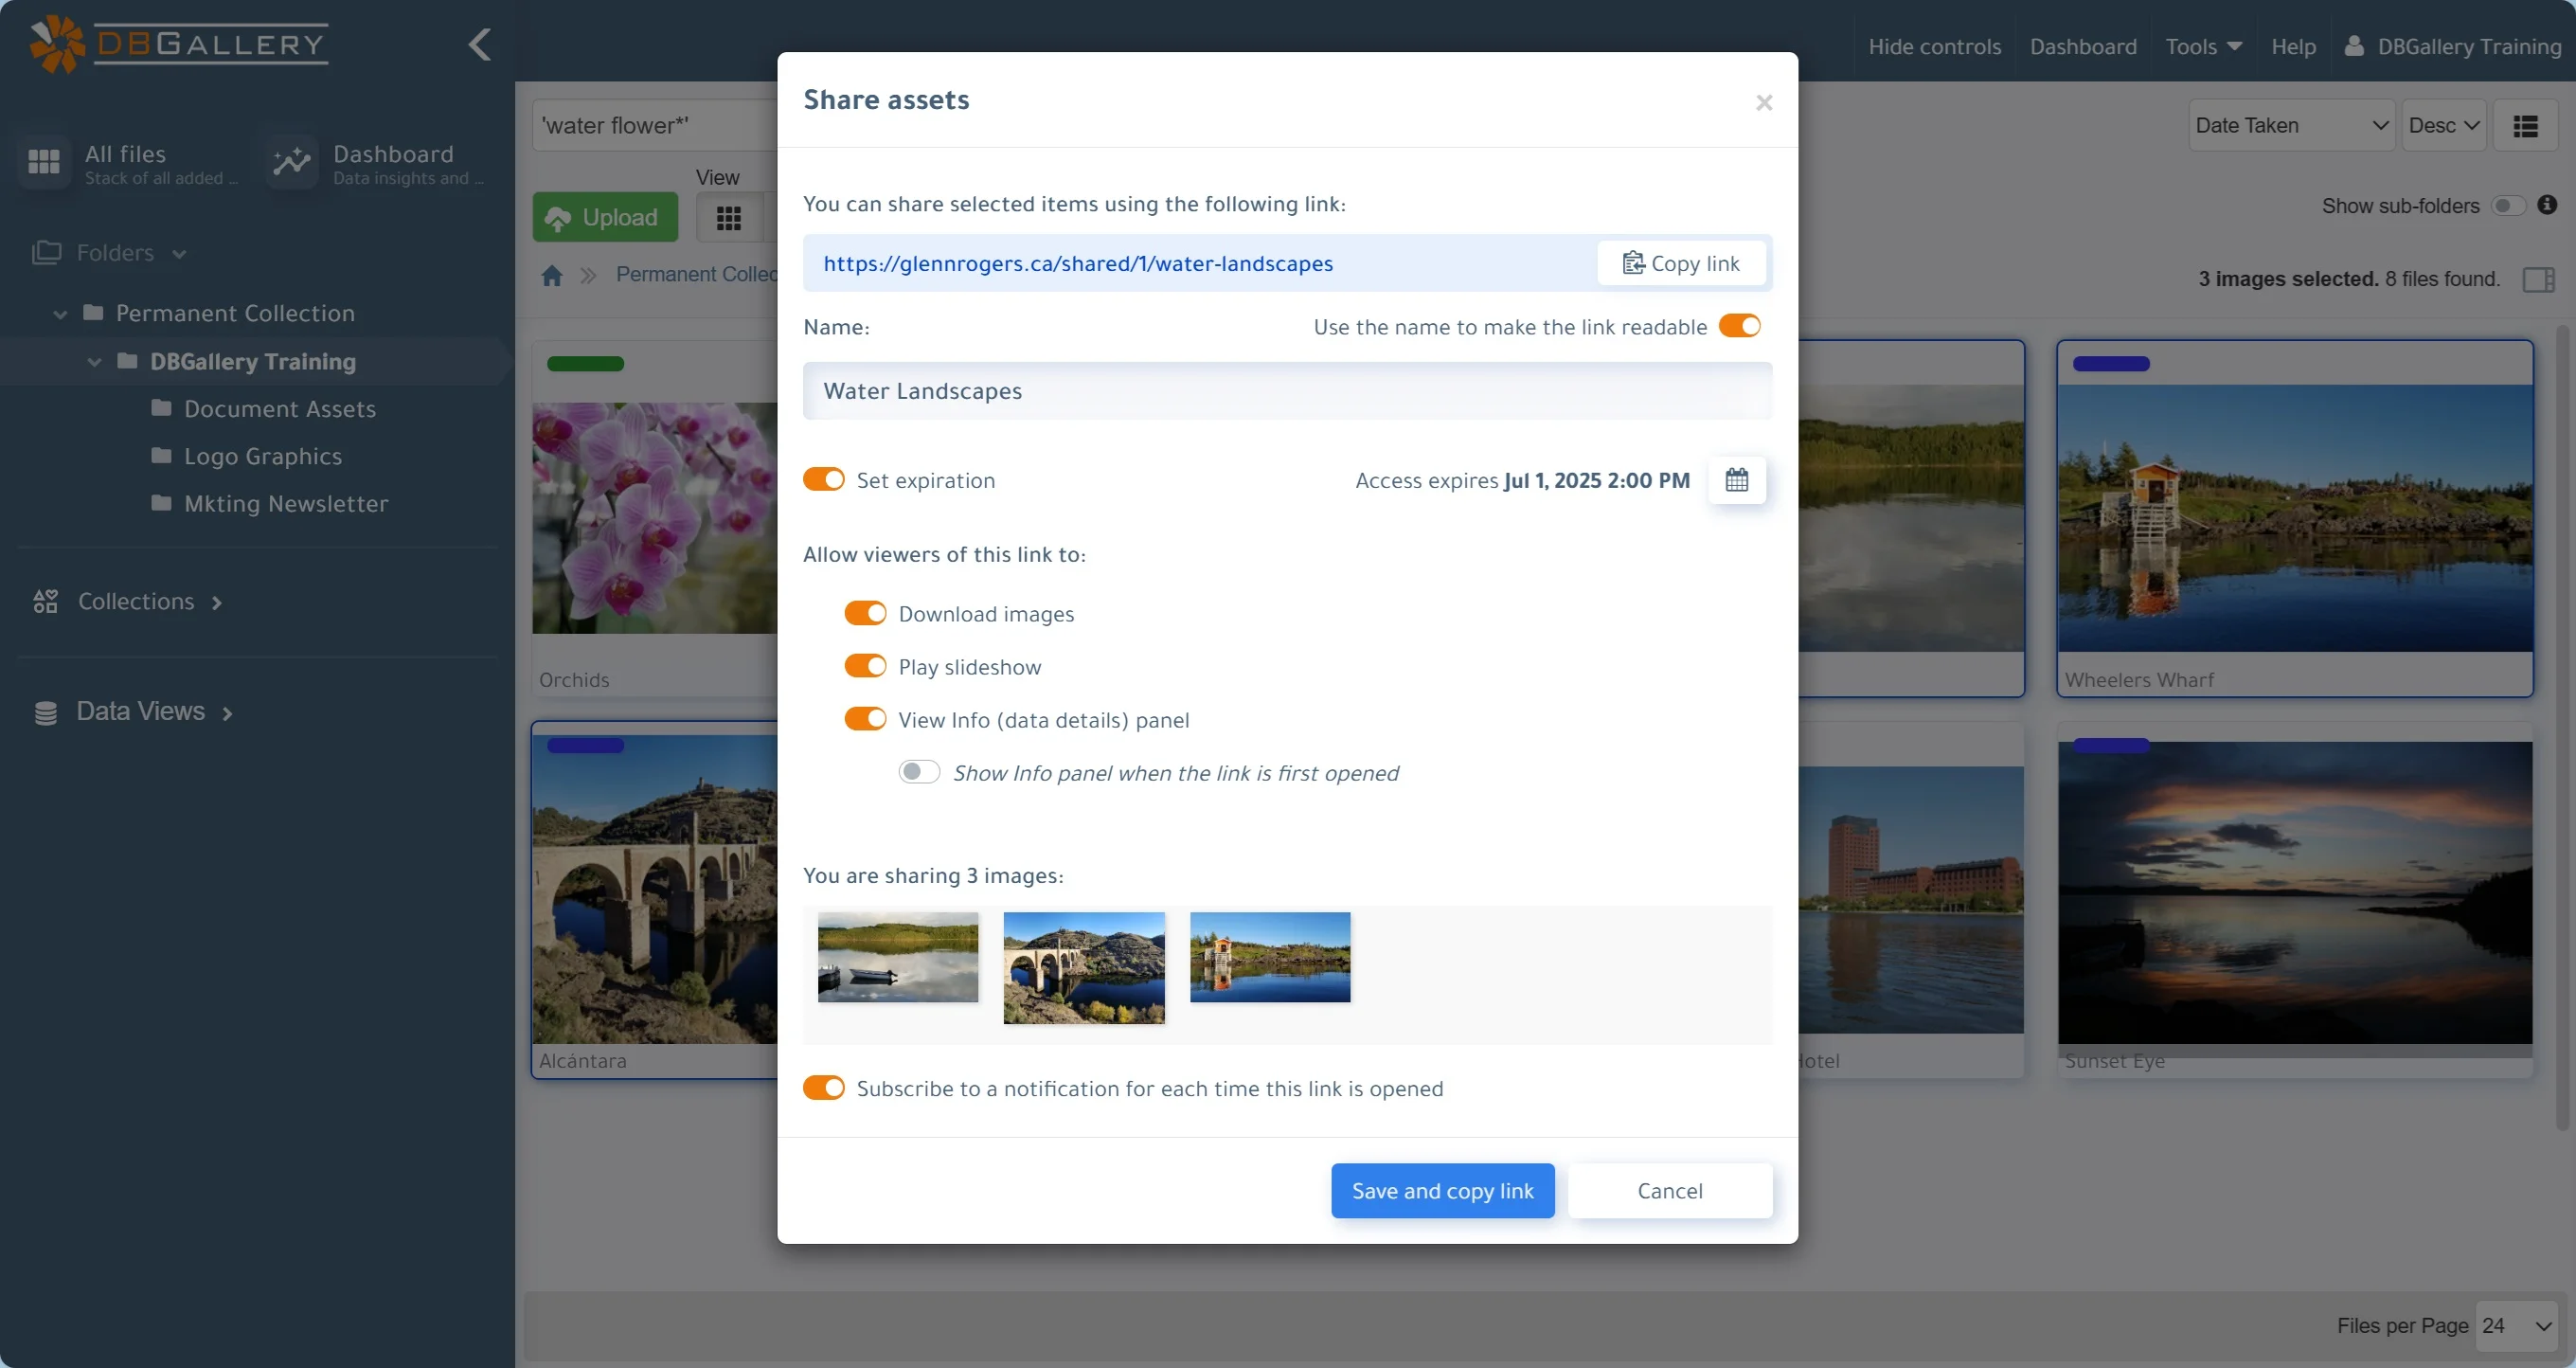 DBGALLERY
Hide controls
Dashboard
Tools
Help
DBGallery Training
All files
Stack of all added ...
Dashboard
Data insights and ...
Folders
Permanent Collection
DBGallery Training
Document Assets
Logo Graphics
Mkting Newsletter
Collections
Data Views
'water flower*'
Date Taken
Desc
View
Upload
Show sub-folders
Permanent Collec
3 images selected. 8 files found.
Orchids
Wheelers Wharf
Alcántara
Hotel
Sunset Eye
Files per Page 24
Share assets
You can share selected items using the following link:
https://glennrogers.ca/shared/1/water-landscapes
Copy link
Name:
Use the name to make the link readable
Water Landscapes
Set expiration
Access expires Jul 1, 2025 2:00 PM
Allow viewers of this link to:
Download images
Play slideshow
View Info (data details) panel
Show Info panel when the link is first opened
You are sharing 3 images:
Subscribe to a notification for each time this link is opened
Save and copy link
Cancel